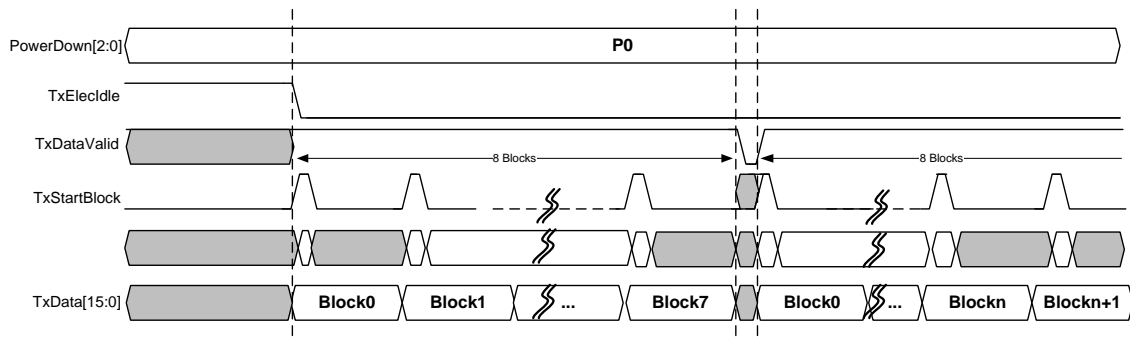 PowerDown[2:0]
P0
TxElecIdle
TxDataValid
8 Blocks
8 Blocks
TxStartBlock
TxData[15:0]
Block0
Block1
...
Block7
Block0
...
Blockn
Blockn+1